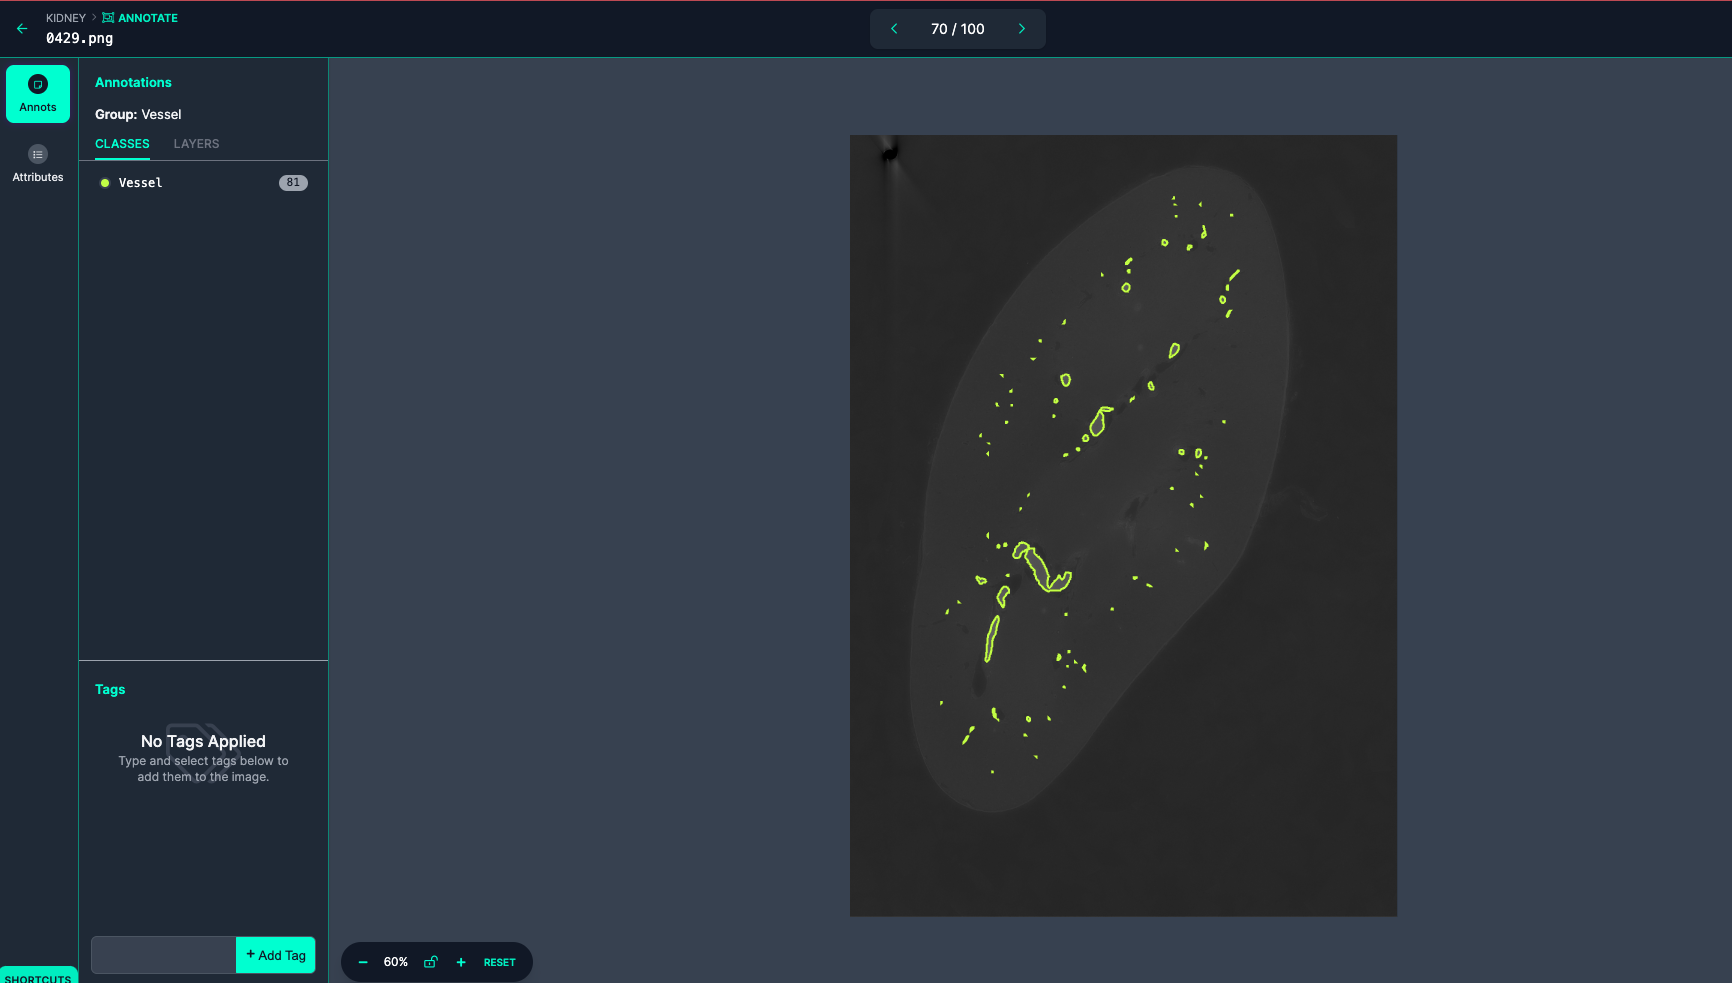 KIDNEY > ANNOTATE
0429.png
70 / 100
Annots
Attributes
Annotations
Group: Vessel
CLASSES LAYERS
Vessel 81
Tags
No Tags Applied
Type and select tags below to
add them to the image.
+ Add Tag
SHORTCUTS
− 60% + RESET